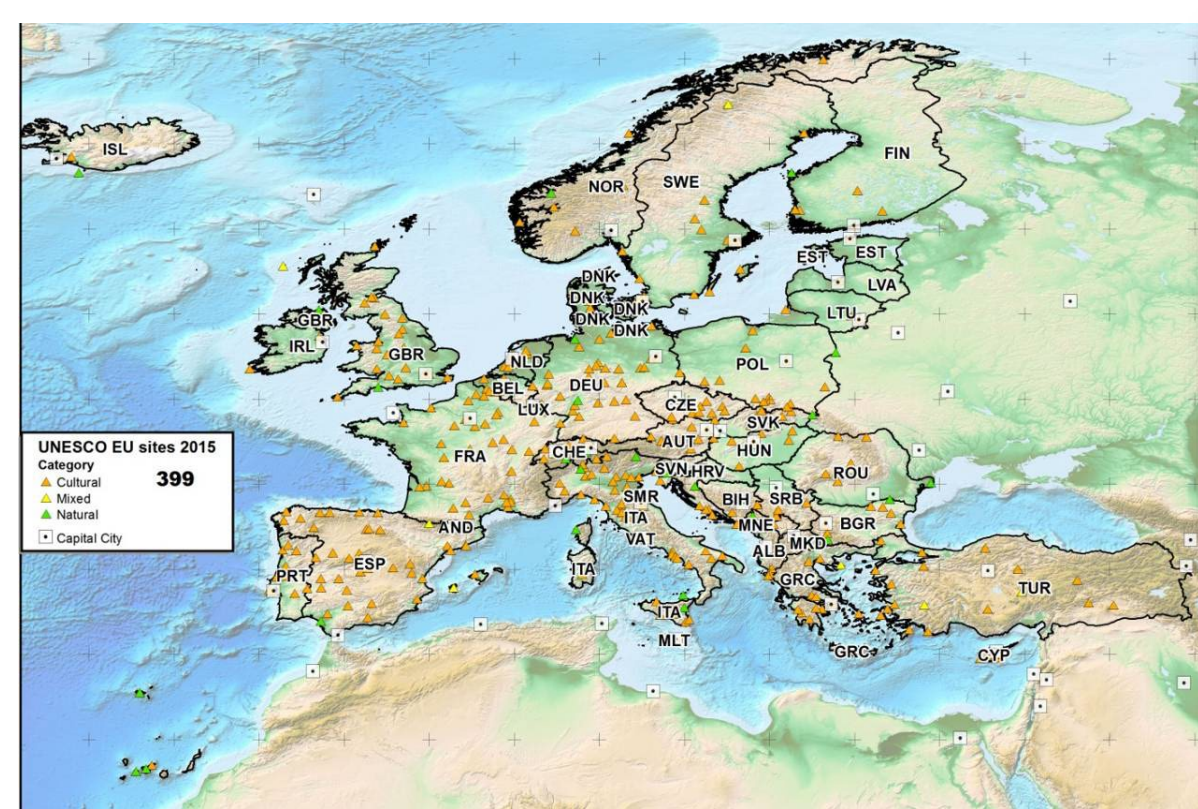 ISL
FIN
NOR
SWE
EST
EST
DNK
LVA
DNK
DNK
LTU
GBR
DNK
DNK
IRL
GBR
NLD
POL
BEL
DEU
LUX
CZE
SVK
UNESCO EU sites 2015
Category
399
Cultural
Mixed
Natural
Capital City
FRA
CHE
AUT
HUN
SVN
HRV
ROU
SMR
BIH
SRB
ITA
MNE
BGR
AND
VAT
ALB
MKD
PRT
ESP
ITA
GRC
TUR
ITA
MLT
GRC
CYP